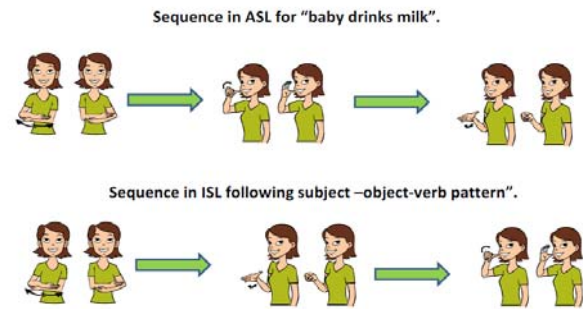 Sequence in ASL for “baby drinks milk”.
Sequence in ISL following subject –object-verb pattern”.